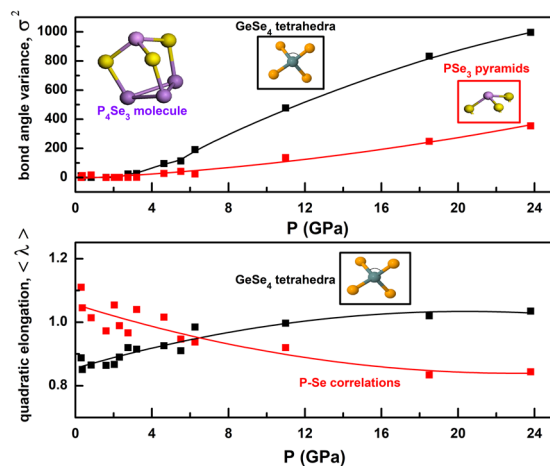 bond angle variance, σ²
1000
800
600
400
200
0
P₄Se₃ molecule
GeSe₄ tetrahedra
PSe₃ pyramids
0 4 8 12 16 20 24
P (GPa)
quadratic elongation, < λ >
1.2
1.0
0.8
GeSe₄ tetrahedra
P-Se correlations
0 4 8 12 16 20 24
P (GPa)